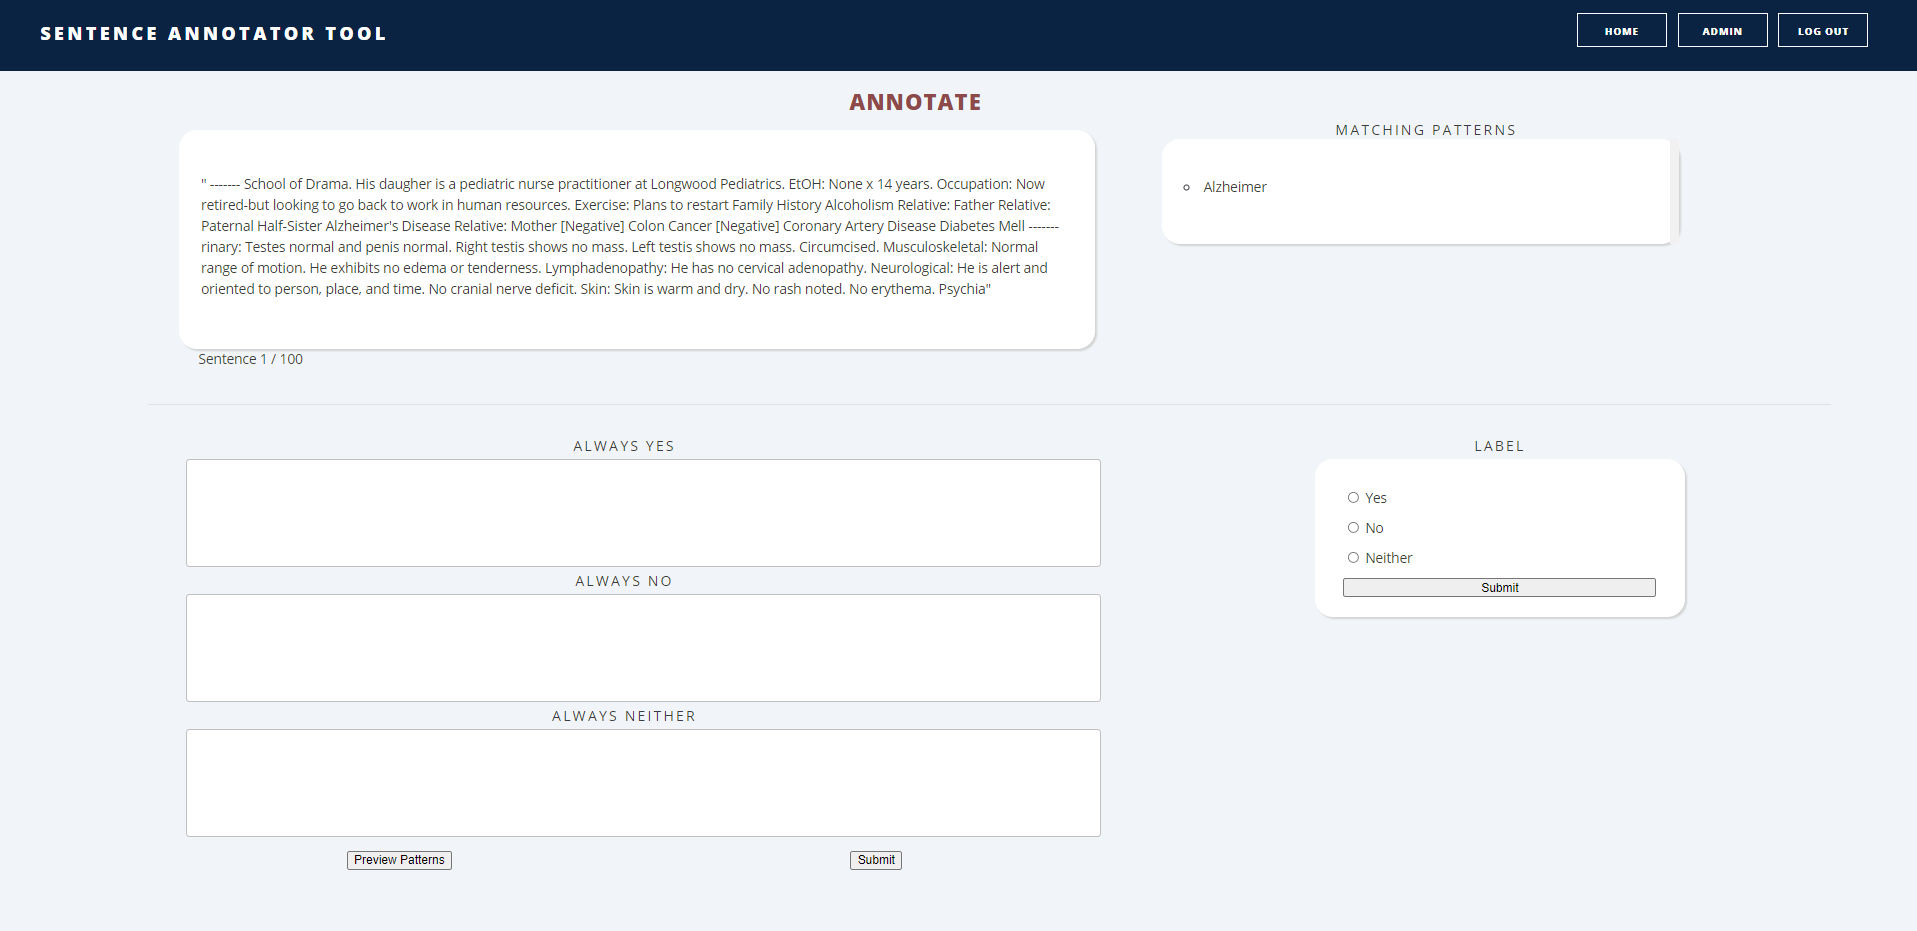 SENTENCE ANNOTATOR TOOL
HOME
ADMIN
LOG OUT
ANNOTATE
" ------- School of Drama. His daugher is a pediatric nurse practitioner at Longwood Pediatrics. EtOH: None x 14 years. Occupation: Now
retired-but looking to go back to work in human resources. Exercise: Plans to restart Family History Alcoholism Relative: Father Relative:
Paternal Half-Sister Alzheimer's Disease Relative: Mother [Negative] Colon Cancer [Negative] Coronary Artery Disease Diabetes Mell -------
rinary: Testes normal and penis normal. Right testis shows no mass. Left testis shows no mass. Circumcised. Musculoskeletal: Normal
range of motion. He exhibits no edema or tenderness. Lymphadenopathy: He has no cervical adenopathy. Neurological: He is alert and
oriented to person, place, and time. No cranial nerve deficit. Skin: Skin is warm and dry. No rash noted. No erythema. Psychia"
Sentence 1 / 100
MATCHING PATTERNS
Alzheimer
ALWAYS YES
ALWAYS NO
ALWAYS NEITHER
Preview Patterns
Submit
LABEL
Yes
No
Neither
Submit